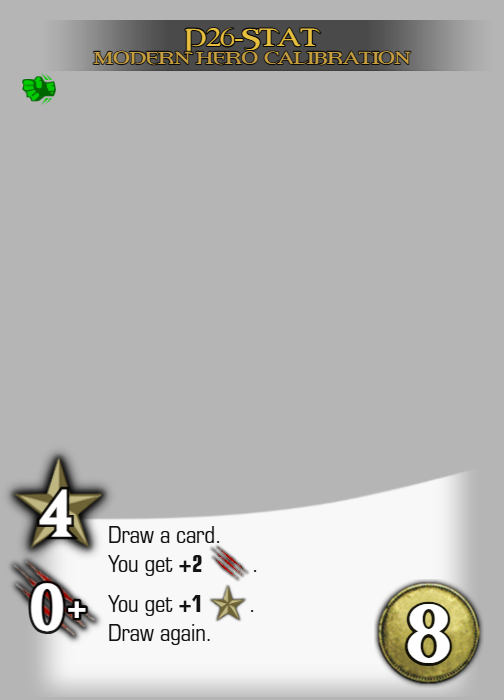 P26-STAT
MODERN HERO CALIBRATION
4
Draw a card.
You get +2 .
0+
You get +1 .
Draw again.
8